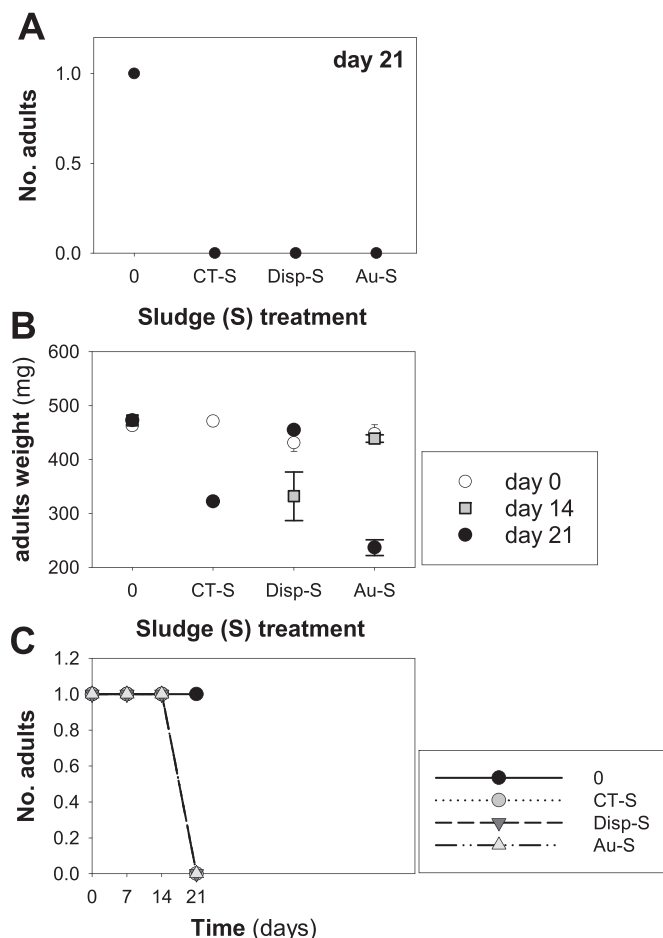 A
day 21
1.0
0.5
0.0
No. adults
0 CT-S Disp-S Au-S
Sludge (S) treatment
B
600
500
400
300
200
adults weight (mg)
0 CT-S Disp-S Au-S
Sludge (S) treatment
day 0
day 14
day 21
C
1.2
1.0
0.8
0.6
0.4
0.2
0.0
No. adults
0 7 14 21
Time (days)
0
CT-S
Disp-S
Au-S